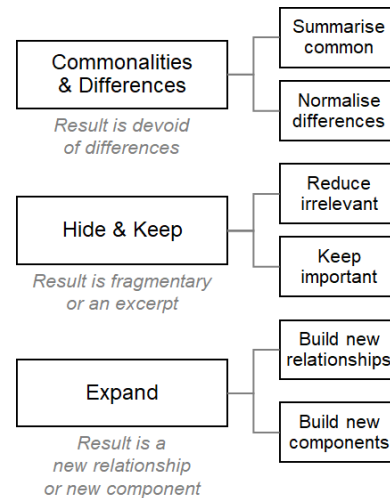 Commonalities
& Differences
Result is devoid
of differences
Summarise
common
Normalise
differences
Hide & Keep
Result is fragmentary
or an excerpt
Reduce
irrelevant
Keep
important
Expand
Result is a
new relationship
or new component
Build new
relationships
Build new
components